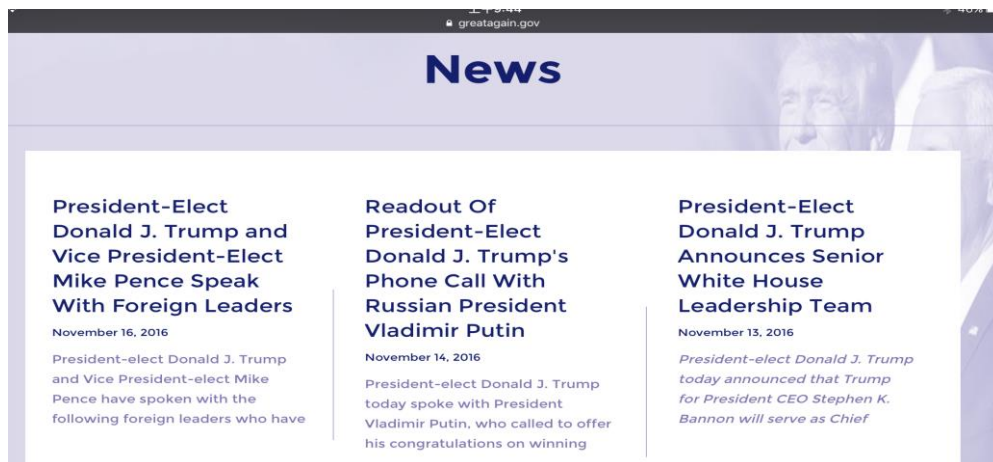 上午9:44
46%
greatagain.gov
News
President-Elect
Donald J. Trump and
Vice President-Elect
Mike Pence Speak
With Foreign Leaders
November 16, 2016
President-elect Donald J. Trump
and Vice President-elect Mike
Pence have spoken with the
following foreign leaders who have
Readout Of
President-Elect
Donald J. Trump's
Phone Call With
Russian President
Vladimir Putin
November 14, 2016
President-elect Donald J. Trump
today spoke with President
Vladimir Putin, who called to offer
his congratulations on winning
President-Elect
Donald J. Trump
Announces Senior
White House
Leadership Team
November 13, 2016
President-elect Donald J. Trump
today announced that Trump
for President CEO Stephen K.
Bannon will serve as Chief